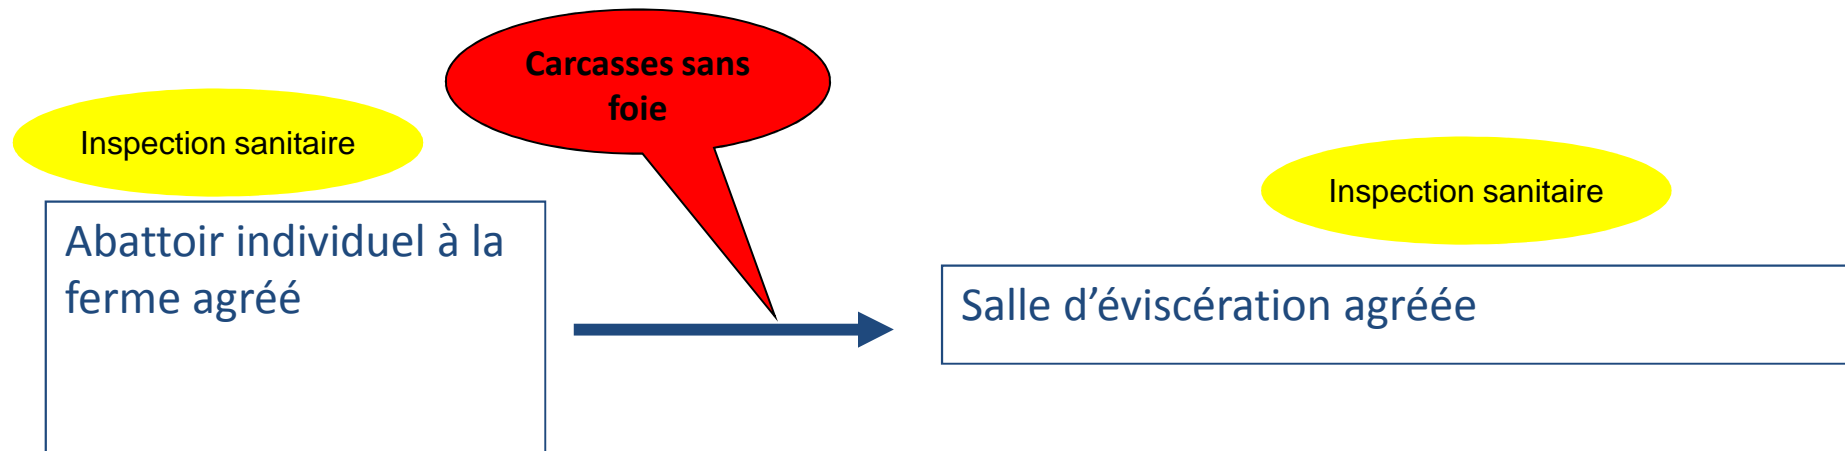 Carcasses sans
foie
Inspection sanitaire
Inspection sanitaire
Abattoir individuel à la
ferme agréé
Salle d’éviscération agréée